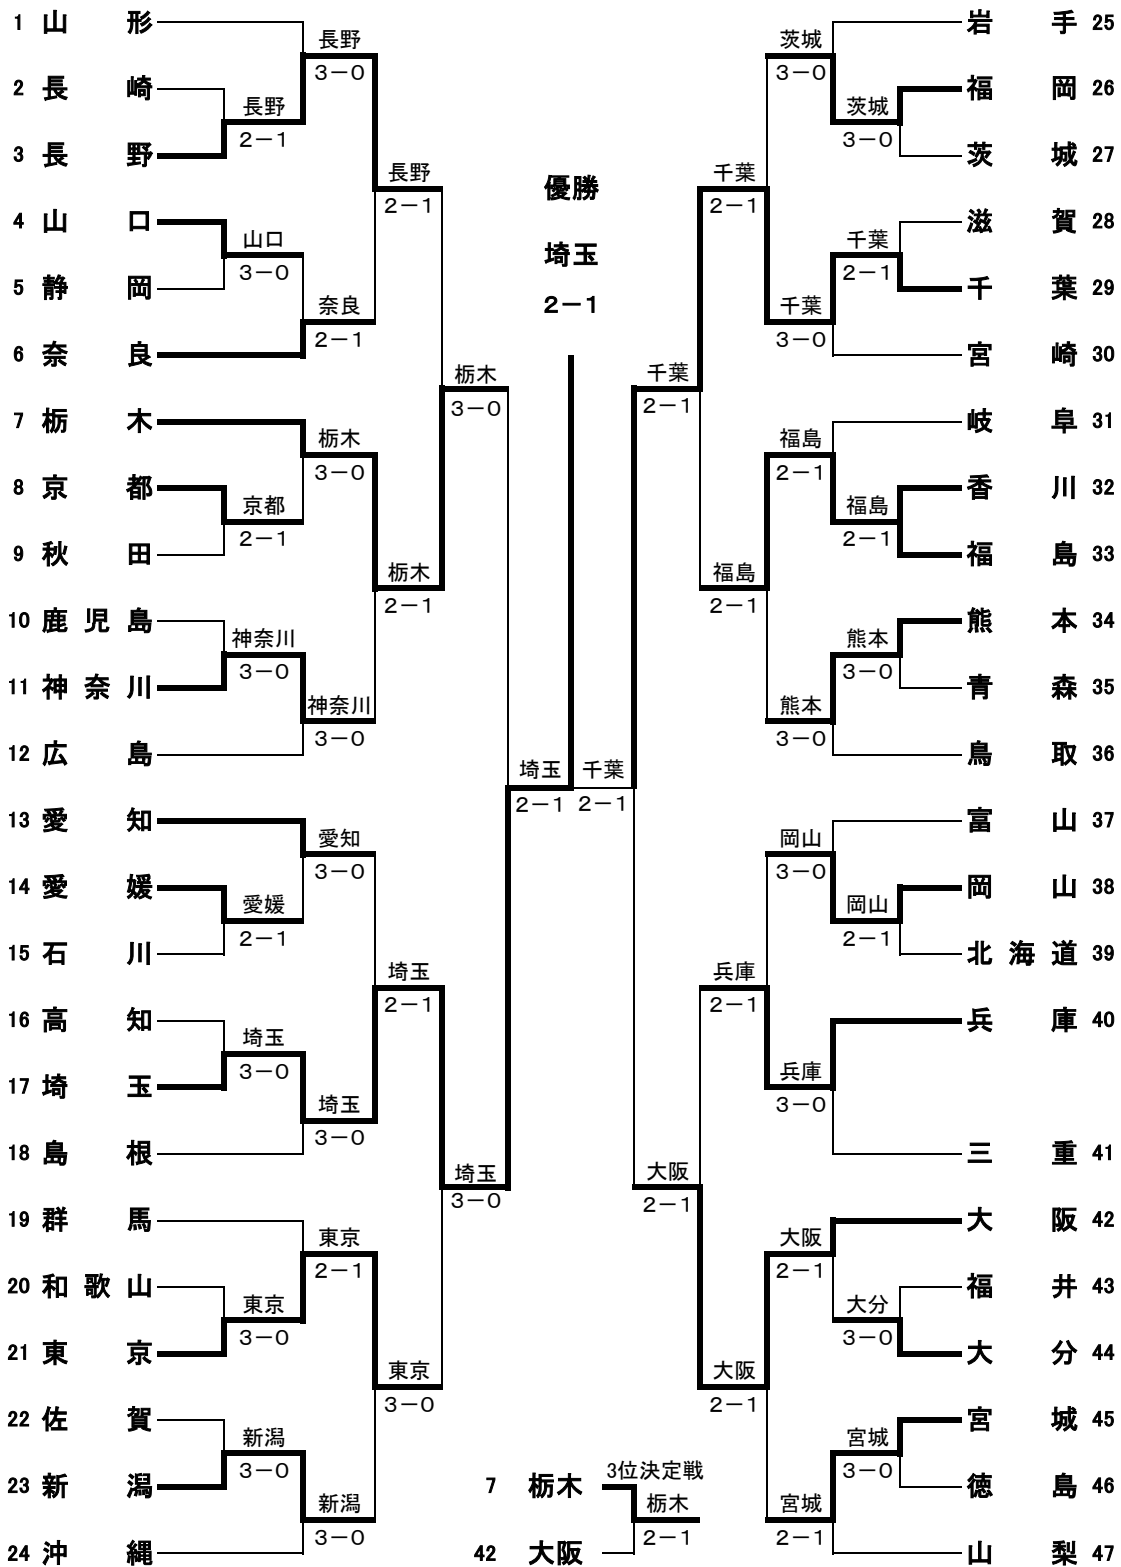 1 山形
2 長崎
3 長野
4 山口
5 静岡
6 奈良
7 栃木
8 京都
9 秋田
10 鹿児島
11 神奈川
12 広島
13 愛知
14 愛媛
15 石川
16 高知
17 埼玉
18 島根
19 群馬
20 和歌山
21 東京
22 佐賀
23 新潟
24 沖縄
長野
2－1
山口
3－0
京都
2－1
神奈川
3－0
愛媛
2－1
埼玉
3－0
東京
3－0
新潟
3－0
長野
3－0
奈良
2－1
栃木
3－0
神奈川
3－0
愛知
3－0
埼玉
3－0
東京
2－1
新潟
3－0
長野
2－1
栃木
2－1
埼玉
2－1
東京
3－0
栃木
3－0
埼玉
3－0
埼玉
2－1
優勝
埼玉
2－1
千葉
2－1
千葉
2－1
大阪
2－1
千葉
2－1
福島
2－1
兵庫
2－1
大阪
2－1
茨城
3－0
千葉
3－0
福島
2－1
熊本
3－0
岡山
3－0
兵庫
3－0
大阪
2－1
宮城
2－1
茨城
3－0
千葉
2－1
福島
2－1
熊本
3－0
岡山
2－1
大分
3－0
宮城
3－0
岩手 25
福岡 26
茨城 27
滋賀 28
千葉 29
宮崎 30
岐阜 31
香川 32
福島 33
熊本 34
青森 35
鳥取 36
富山 37
岡山 38
北海道 39
兵庫 40
三重 41
大阪 42
福井 43
大分 44
宮城 45
徳島 46
山梨 47
3位決定戦
7 栃木
42 大阪
栃木
2－1